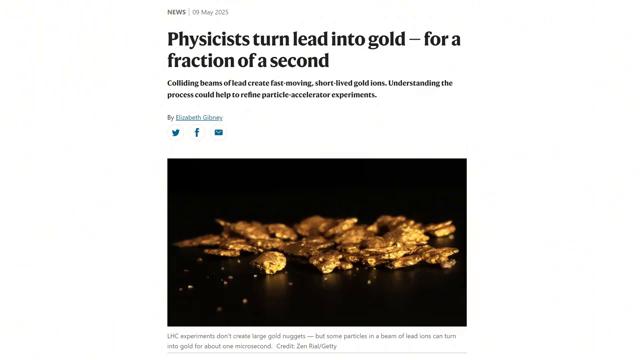 NEWS | 09 May 2025
Physicists turn lead into gold — for a
fraction of a second
Colliding beams of lead create fast-moving, short-lived gold ions. Understanding the
process could help to refine particle-accelerator experiments.
By Elizabeth Gibney
LHC experiments don't create large gold nuggets — but some particles in a beam of lead ions can turn
into gold for about one microsecond. Credit: Zen Rial/Getty